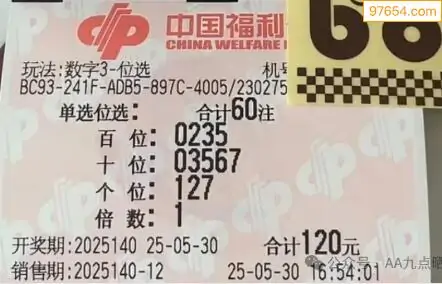 97654.com
中国福利
CHINA WELFARE
玩法:数字3-位选 机号
BC93-241F-ADB5-897C-4005/230275
单选位选: 合计60注
百 位: 0235
十 位: 03567
个 位: 127
倍 数: 1
开奖期:2025140 25-05-30 合计120元
销售期:2025140-12 25-05-30 16:54:01
公众号·AA九点晒